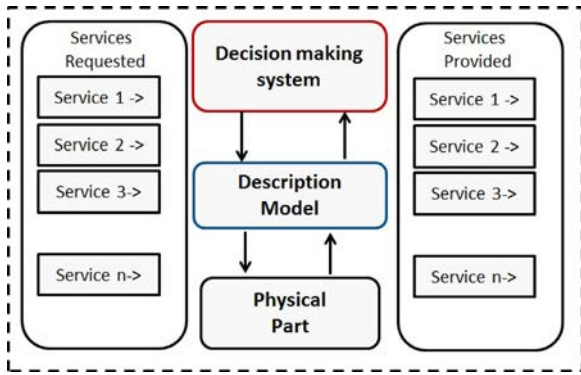 Services
Requested
Service 1 ->
Service 2 ->
Service 3->
Service n->
Decision making
system
Description
Model
Physical
Part
Services
Provided
Service 1 ->
Service 2 ->
Service 3->
Service n->